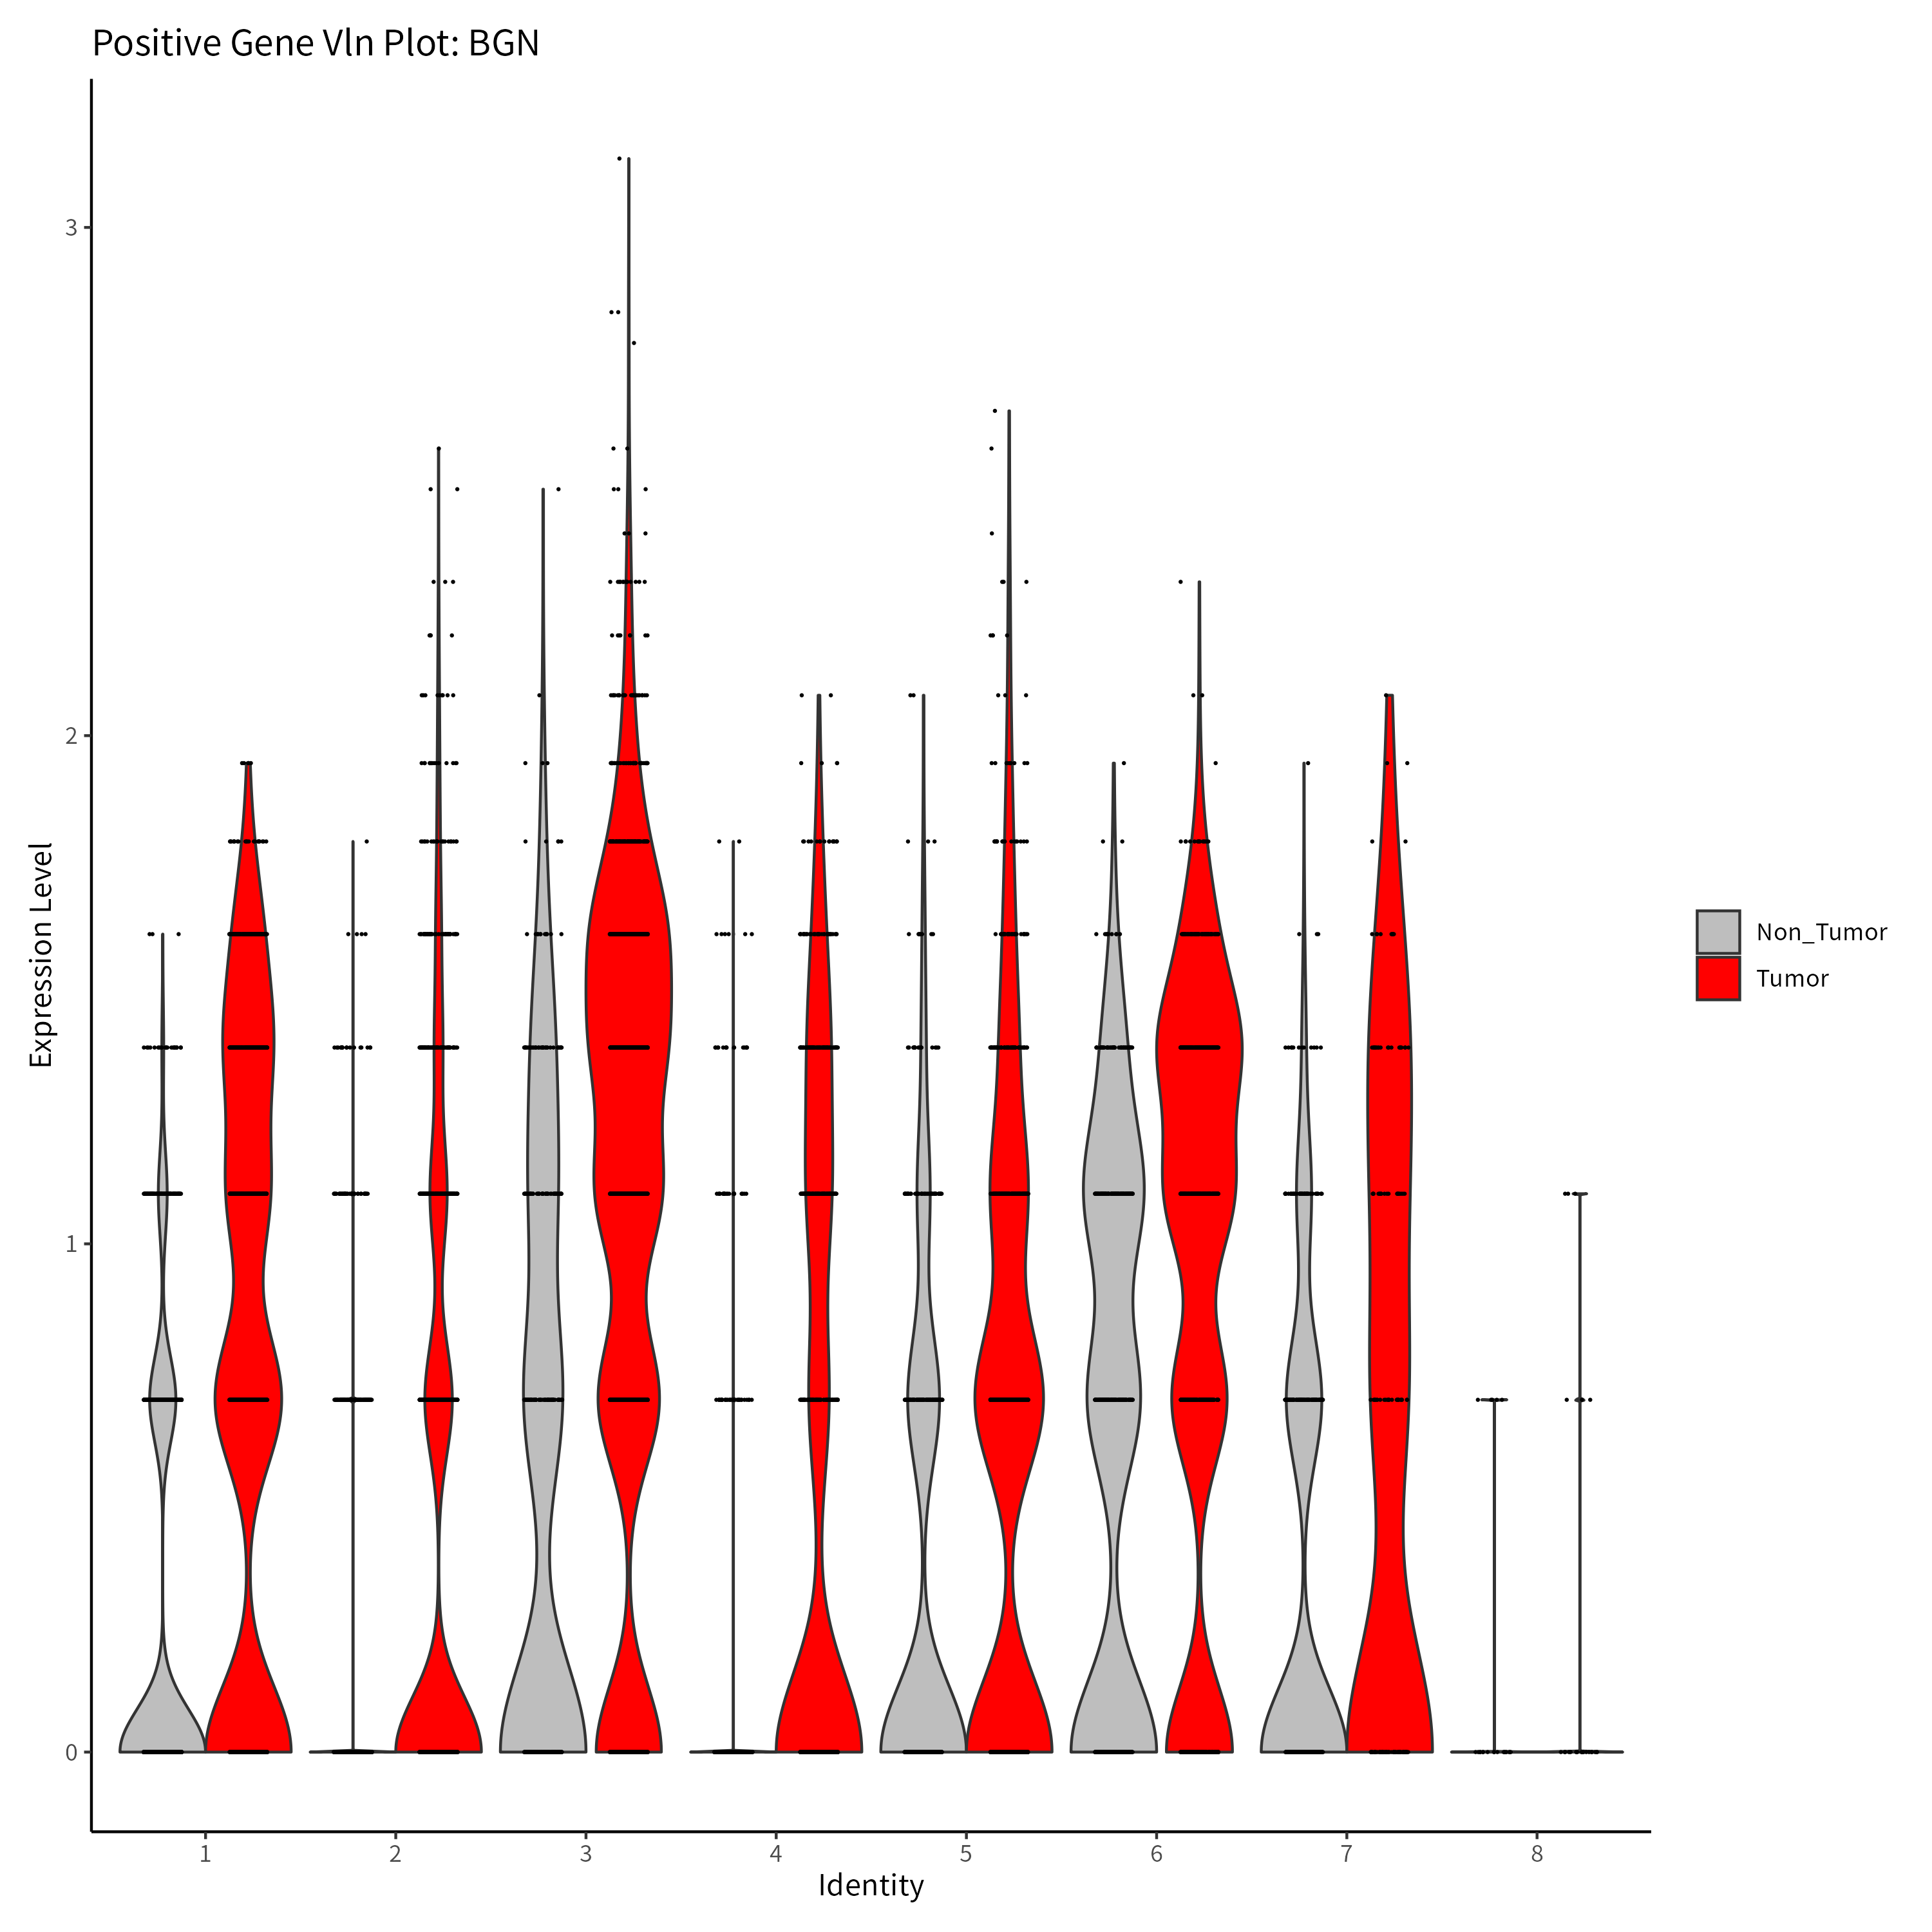 Positive Gene Vln Plot: BGN
3
2
1
0
Expression Level
1 2 3 4 5 6 7 8
Identity
Non_Tumor
Tumor